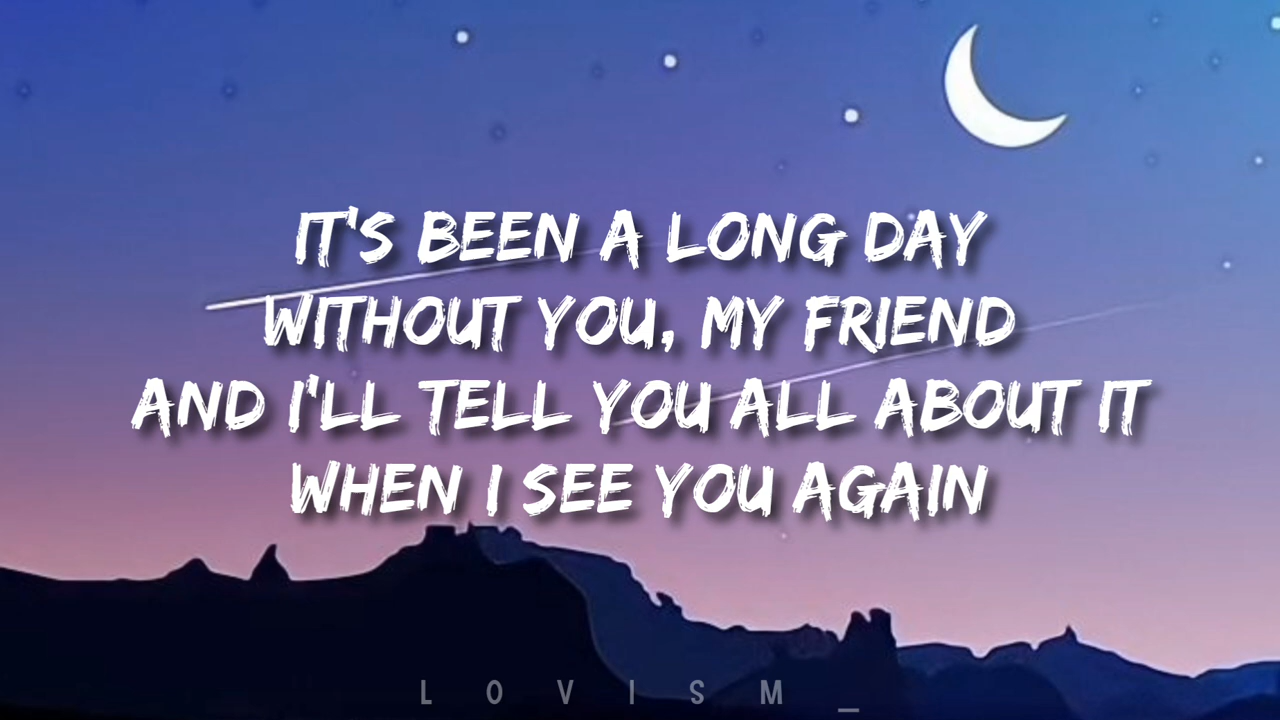 IT'S BEEN A LONG DAY
WITHOUT YOU, MY FRIEND
AND I'LL TELL YOU ALL ABOUT IT
WHEN I SEE YOU AGAIN
L O V I S M _